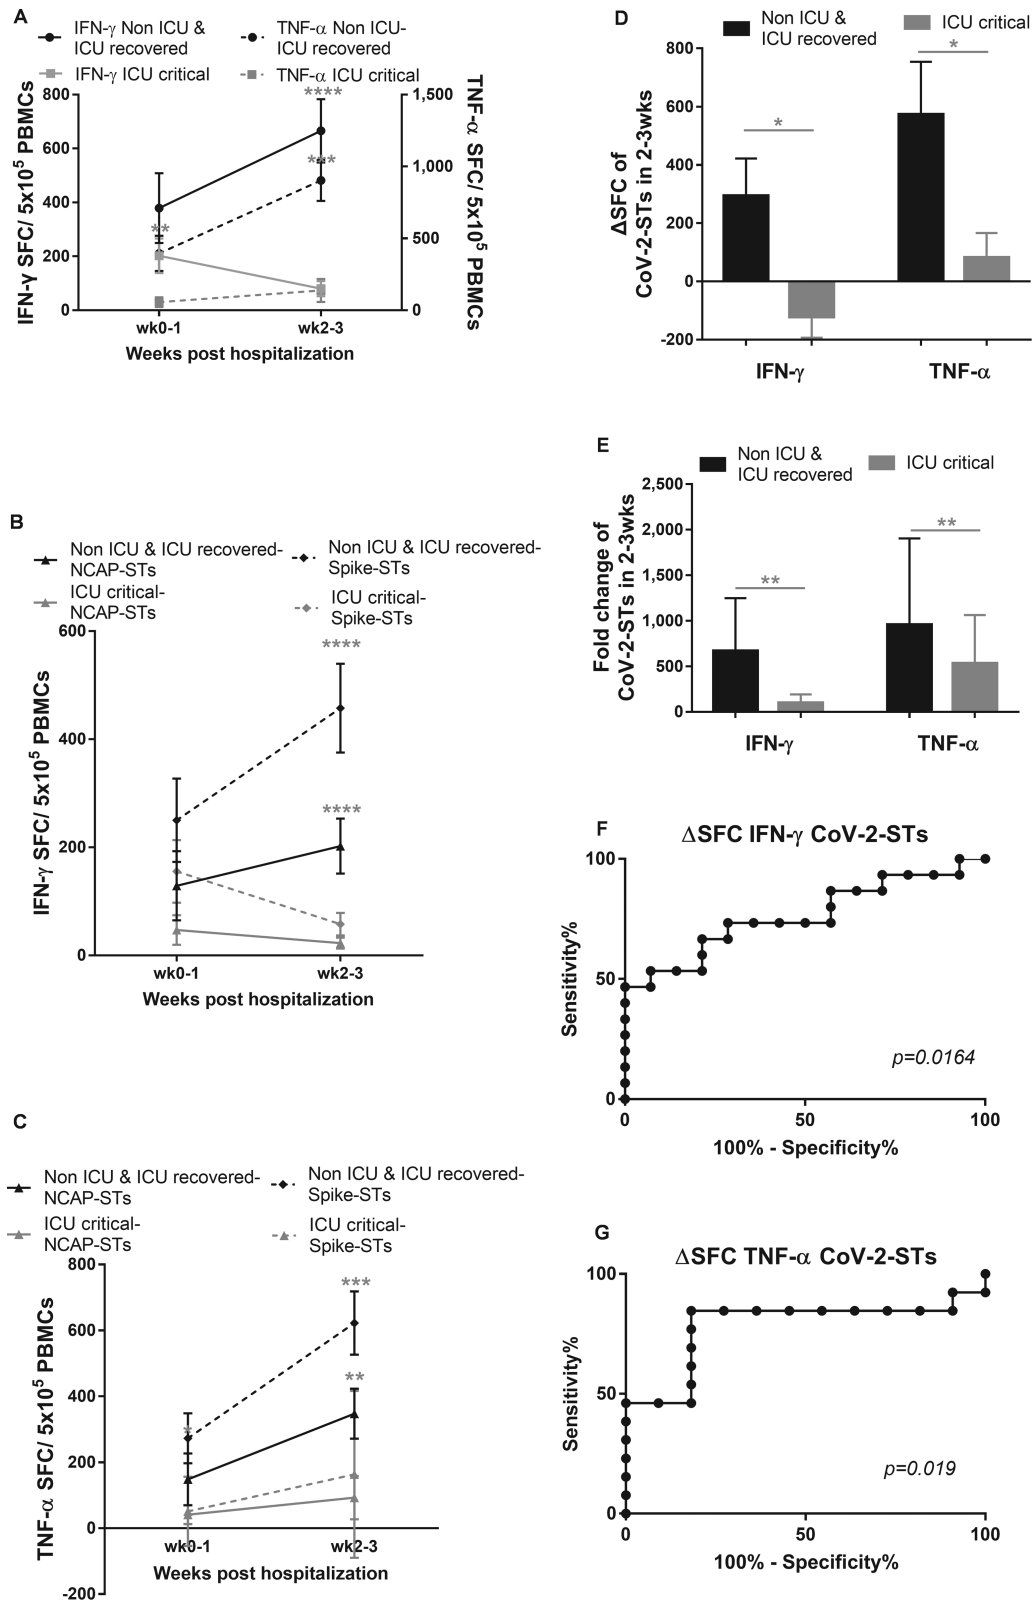 A
IFN-γ Non ICU &
ICU recovered
TNF-α Non ICU-
ICU recovered
IFN-γ ICU critical
TNF-α ICU critical
IFN-γ SFC/ 5x10⁵ PBMCs
800
600
400
200
0
****
***
**
1,500
1,000
500
0
TNF-α SFC/ 5x10⁵ PBMCs
wk0-1
wk2-3
Weeks post hospitalization
B
Non ICU & ICU recovered-
NCAP-STs
Non ICU & ICU recovered-
Spike-STs
ICU critical-
NCAP-STs
ICU critical-
Spike-STs
IFN-γ SFC/ 5x10⁵ PBMCs
600
400
200
0
****
****
wk0-1
wk2-3
Weeks post hospitalization
C
Non ICU & ICU recovered-
NCAP-STs
Non ICU & ICU recovered-
Spike-STs
ICU critical-
NCAP-STs
ICU critical-
Spike-STs
TNF-α SFC/ 5x10⁵ PBMCs
800
600
400
200
0
-200
***
**
*
wk0-1
wk2-3
Weeks post hospitalization
D
Non ICU &
ICU recovered
ICU critical
ΔSFC of
CoV-2-STs in 2-3wks
800
600
400
200
0
-200
*
*
IFN-γ
TNF-α
E
Non ICU &
ICU recovered
ICU critical
Fold change of
CoV-2-STs in 2-3wks
2,500
2,000
1,500
1,000
500
0
**
**
IFN-γ
TNF-α
F
ΔSFC IFN-γ CoV-2-STs
Sensitivity%
100
50
0
p=0.0164
0
50
100
100% - Specificity%
G
ΔSFC TNF-α CoV-2-STs
Sensitivity%
100
50
0
p=0.019
0
50
100
100% - Specificity%